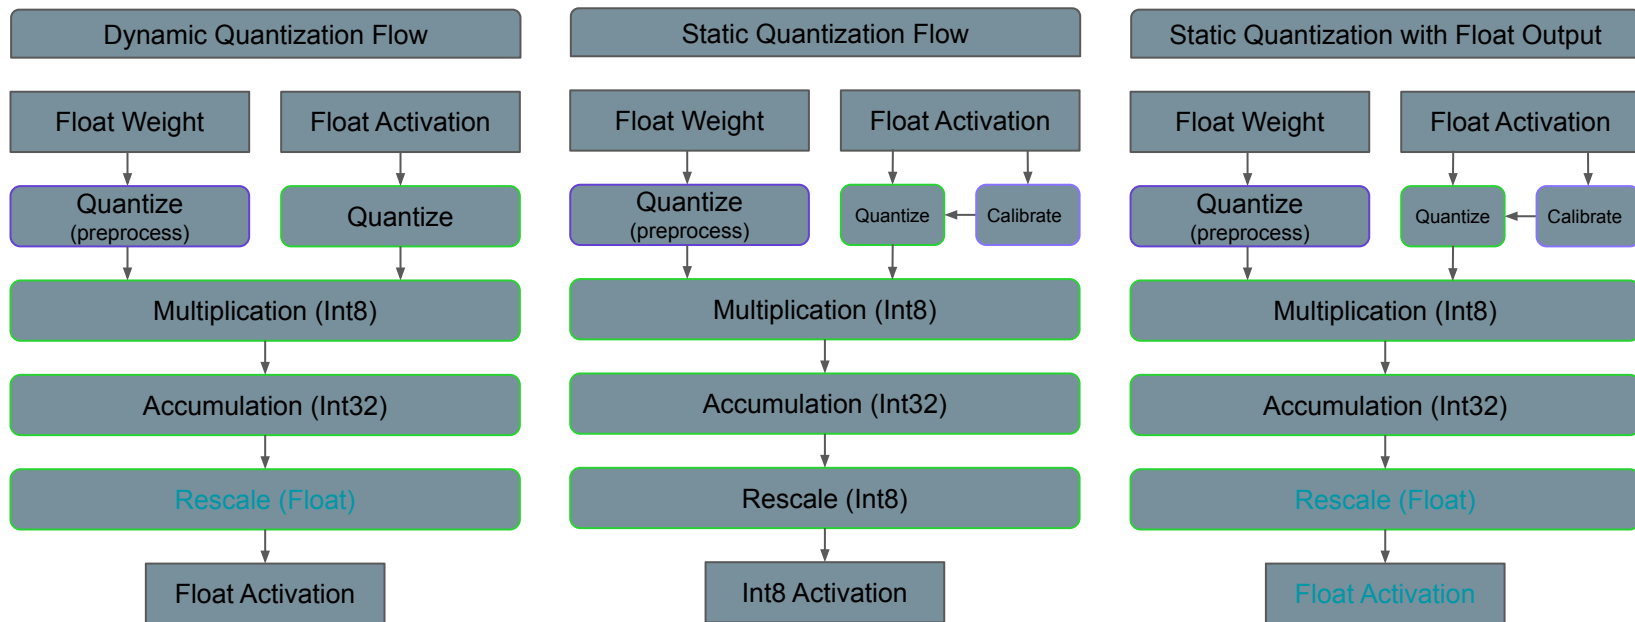 Dynamic Quantization Flow
Float Weight
Float Activation
Quantize
(preprocess)
Quantize
Multiplication (Int8)
Accumulation (Int32)
Rescale (Float)
Float Activation
Static Quantization Flow
Float Weight
Float Activation
Quantize
(preprocess)
Quantize
Calibrate
Multiplication (Int8)
Accumulation (Int32)
Rescale (Int8)
Int8 Activation
Static Quantization with Float Output
Float Weight
Float Activation
Quantize
(preprocess)
Quantize
Calibrate
Multiplication (Int8)
Accumulation (Int32)
Rescale (Float)
Float Activation